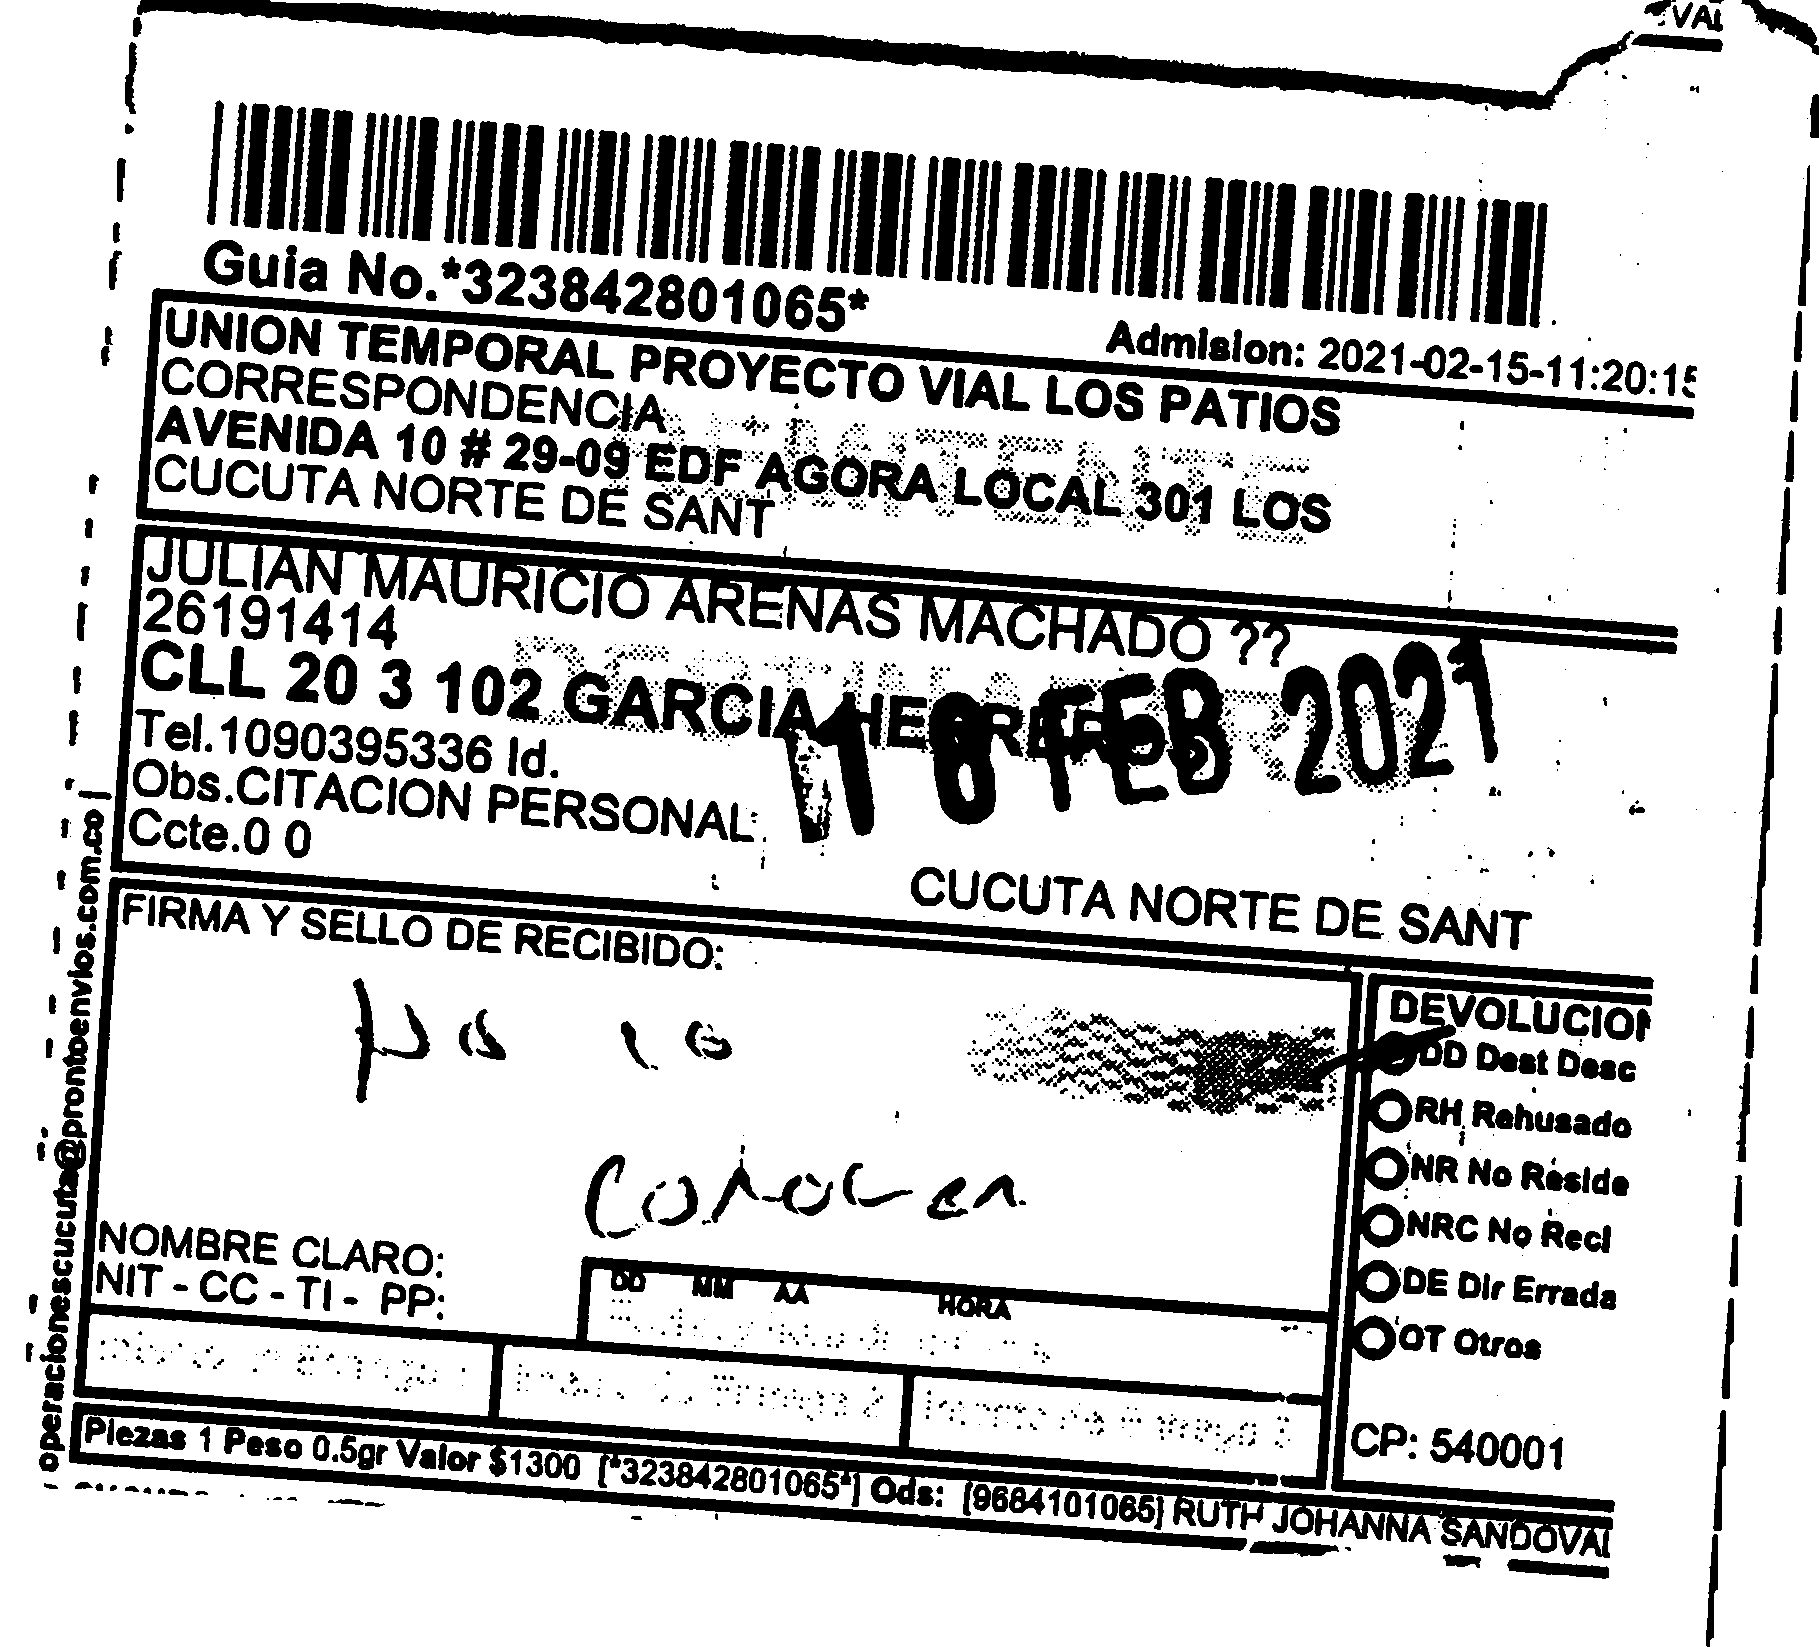 VAL
Guia No.*323842801065*
Admision: 2021-02-15-11:20:15
UNION TEMPORAL PROYECTO VIAL LOS PATIOS
CORRESPONDENCIA
REMITENTE
AVENIDA 10 # 29-09 EDF AGORA LOCAL 301 LOS
CUCUTA NORTE DE SANT
JULIAN MAURICIO ARENAS MACHADO ??
26191414
CLL 20 3 102 GARCIA HERREROS
FEB 2021
Tel.1090395336 Id.
Obs.CITACION PERSONAL
Ccte.0 0
CUCUTA NORTE DE SANT
FIRMA Y SELLO DE RECIBIDO:
No lo
Conocen
DEVOLUCION
DD Dest Desc
RH Rehusado
NR No Reside
NRC No Recl
DE Dir Errada
OT Otros
CP: 540001
NOMBRE CLARO:
NIT - CC - TI - PP:
DD MM AA HORA
Piezas 1 Peso 0.5gr Valor $1300 [*323842801065*] Ods: [9684101065] RUTH JOHANNA SANDOVAL
operacionescucuta@prontoenvios.com.co